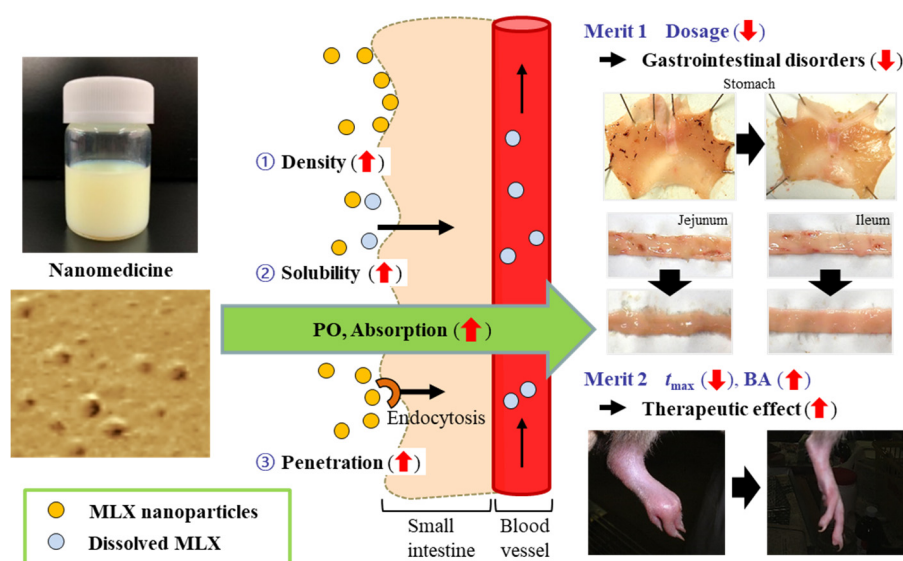 Nanomedicine
MLX nanoparticles
Dissolved MLX
① Density (⬆)
② Solubility (⬆)
PO, Absorption (⬆)
Endocytosis
③ Penetration (⬆)
Small
intestine
Blood
vessel
Merit 1 Dosage (⬇)
➞ Gastrointestinal disorders (⬇)
Stomach
Jejunum
Ileum
Merit 2 tmax (⬇), BA (⬆)
➞ Therapeutic effect (⬆)